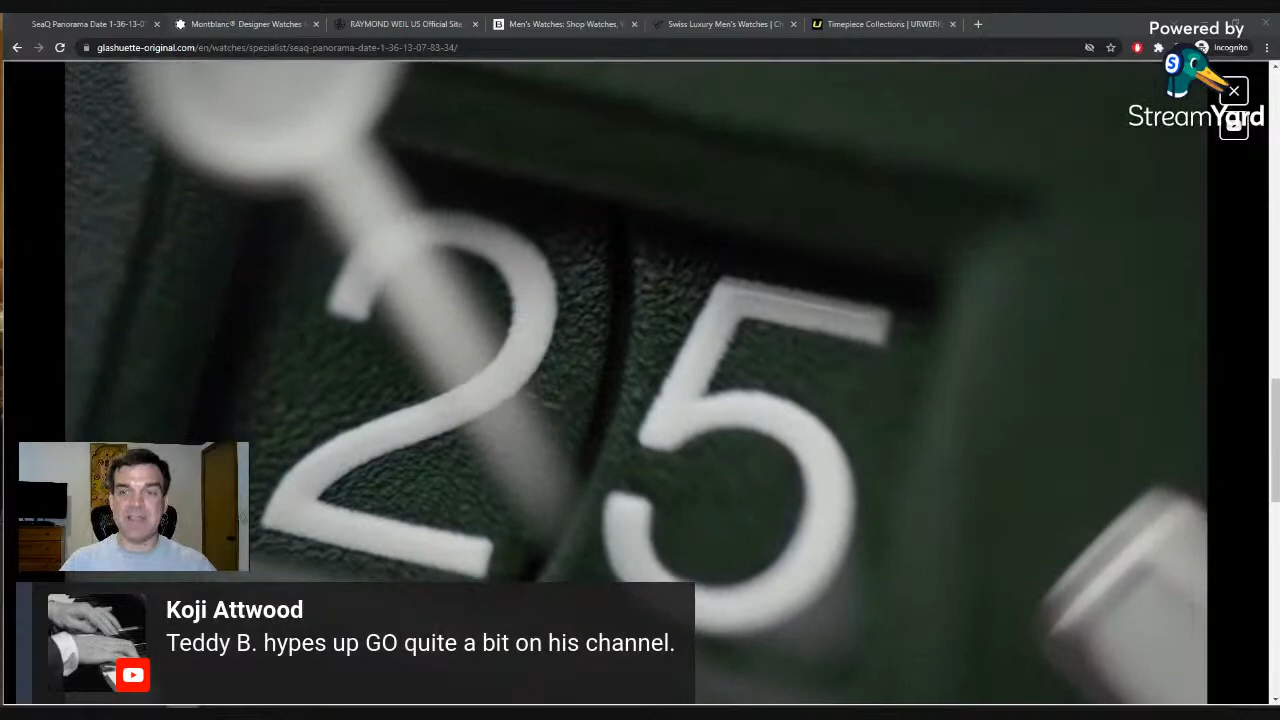 SeaQ Panorama Date 1-36-13-0
Montblanc® Designer Watches
RAYMOND WEIL US Official Site
Men's Watches: Shop Watches,
Swiss Luxury Men's Watches | Ch
Timepiece Collections | URWERK
glashuette-original.com/en/watches/spezialist/seaq-panorama-date-1-36-13-07-83-34/
Incognito
Powered by
StreamYard
25
Koji Attwood
Teddy B. hypes up GO quite a bit on his channel.